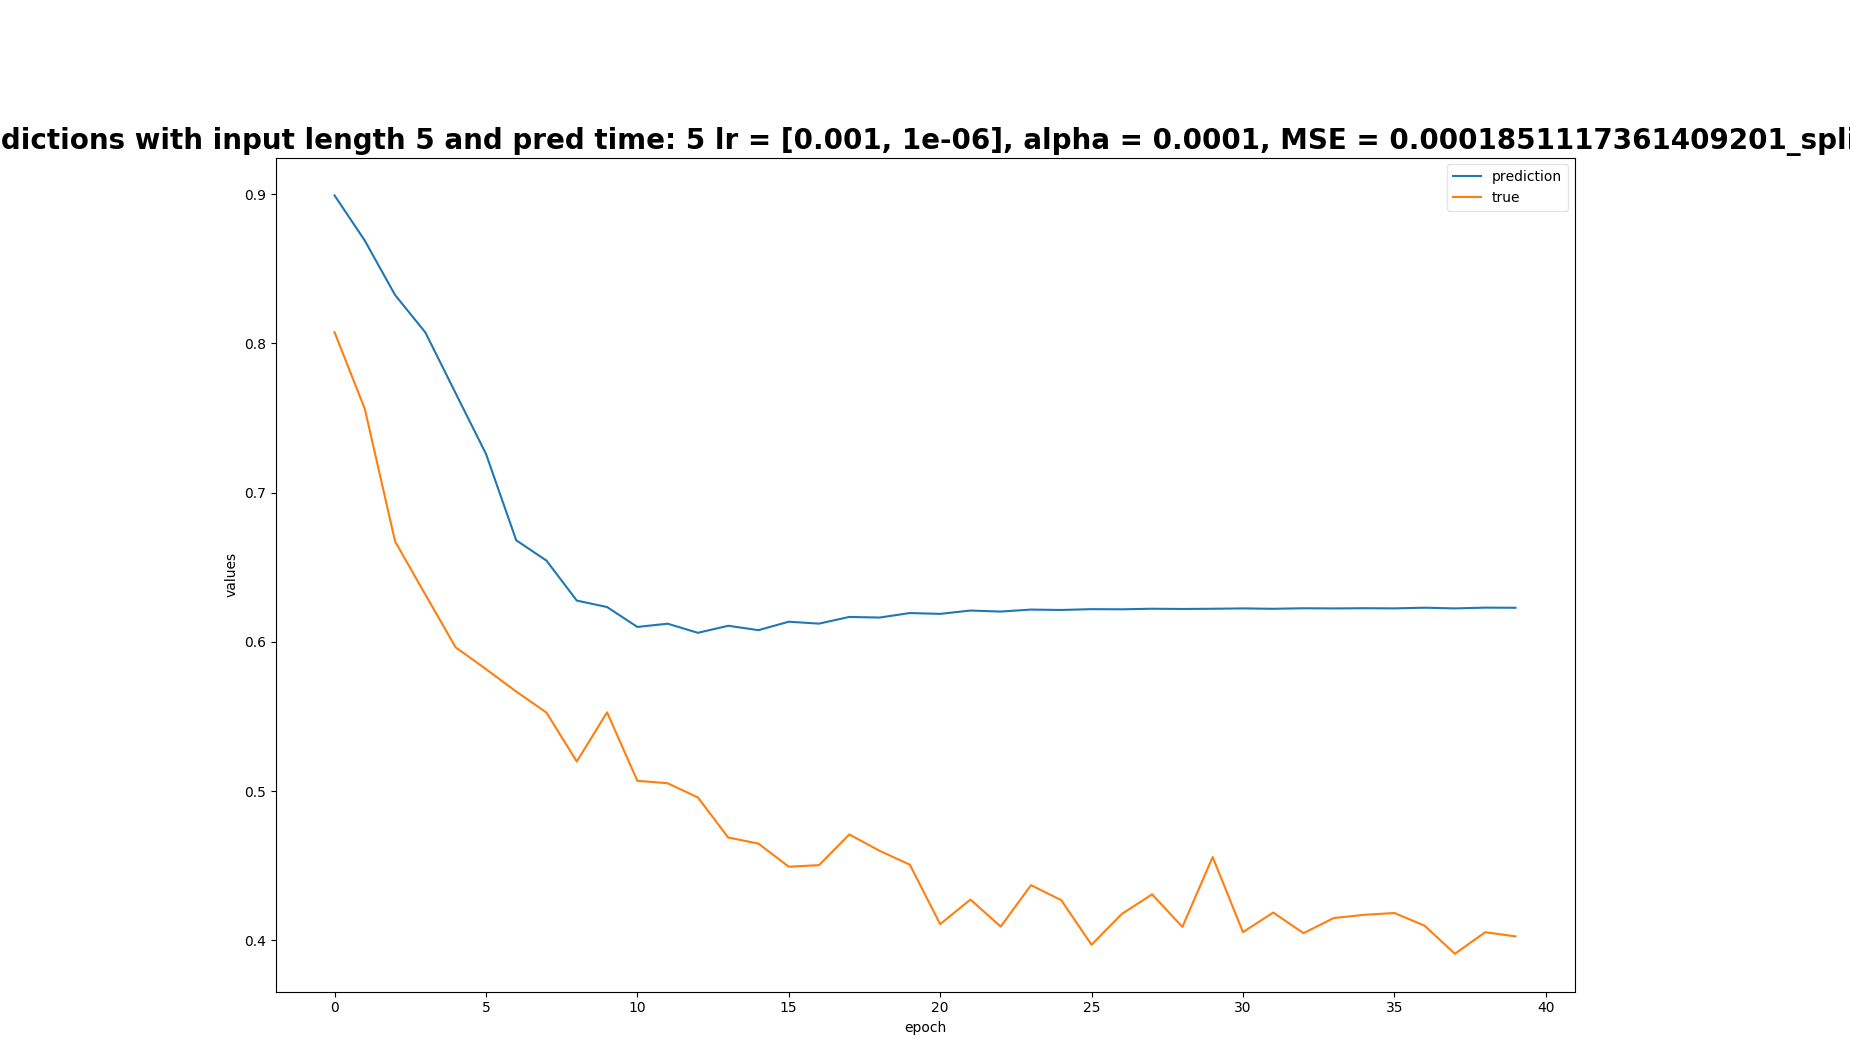 dictions with input length 5 and pred time: 5 lr = [0.001, 1e-06], alpha = 0.0001, MSE = 0.0001851117361409201_spli
prediction
true
0.9
0.8
0.7
0.6
0.5
0.4
values
0 5 10 15 20 25 30 35 40
epoch